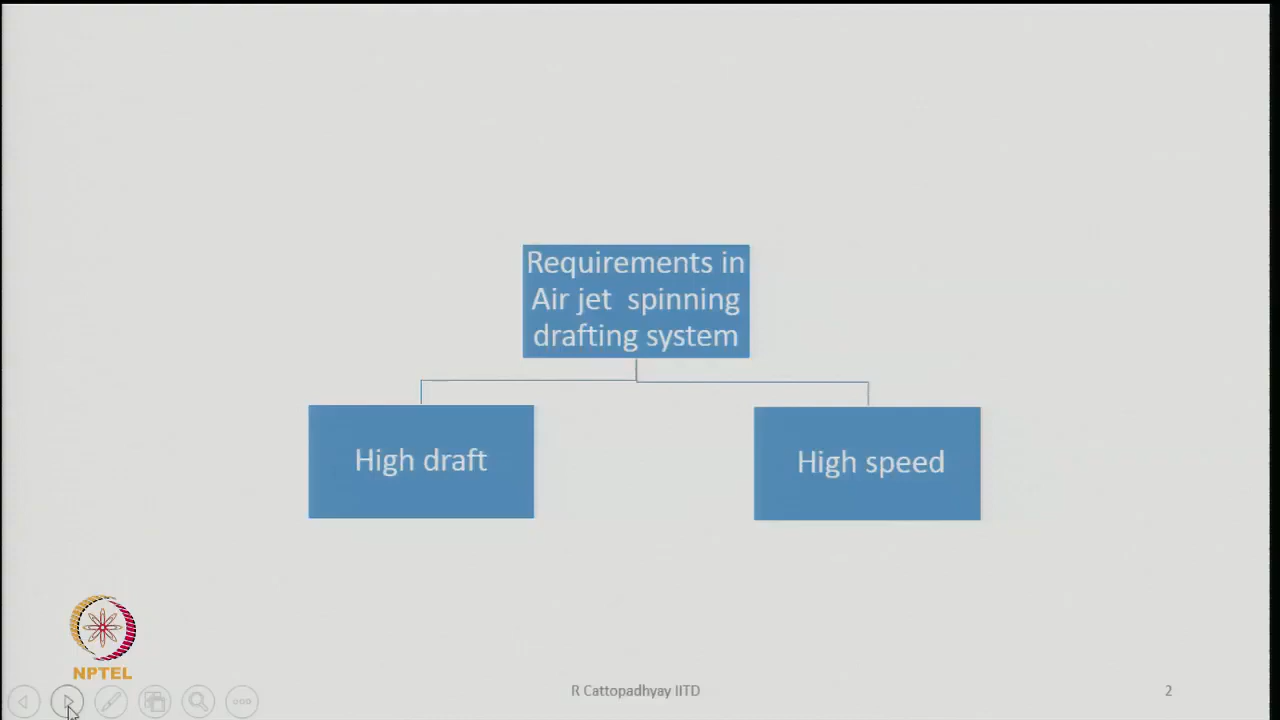 Requirements in
Air jet spinning
drafting system
High draft
High speed
NPTEL
R Cattopadhyay IITD
2